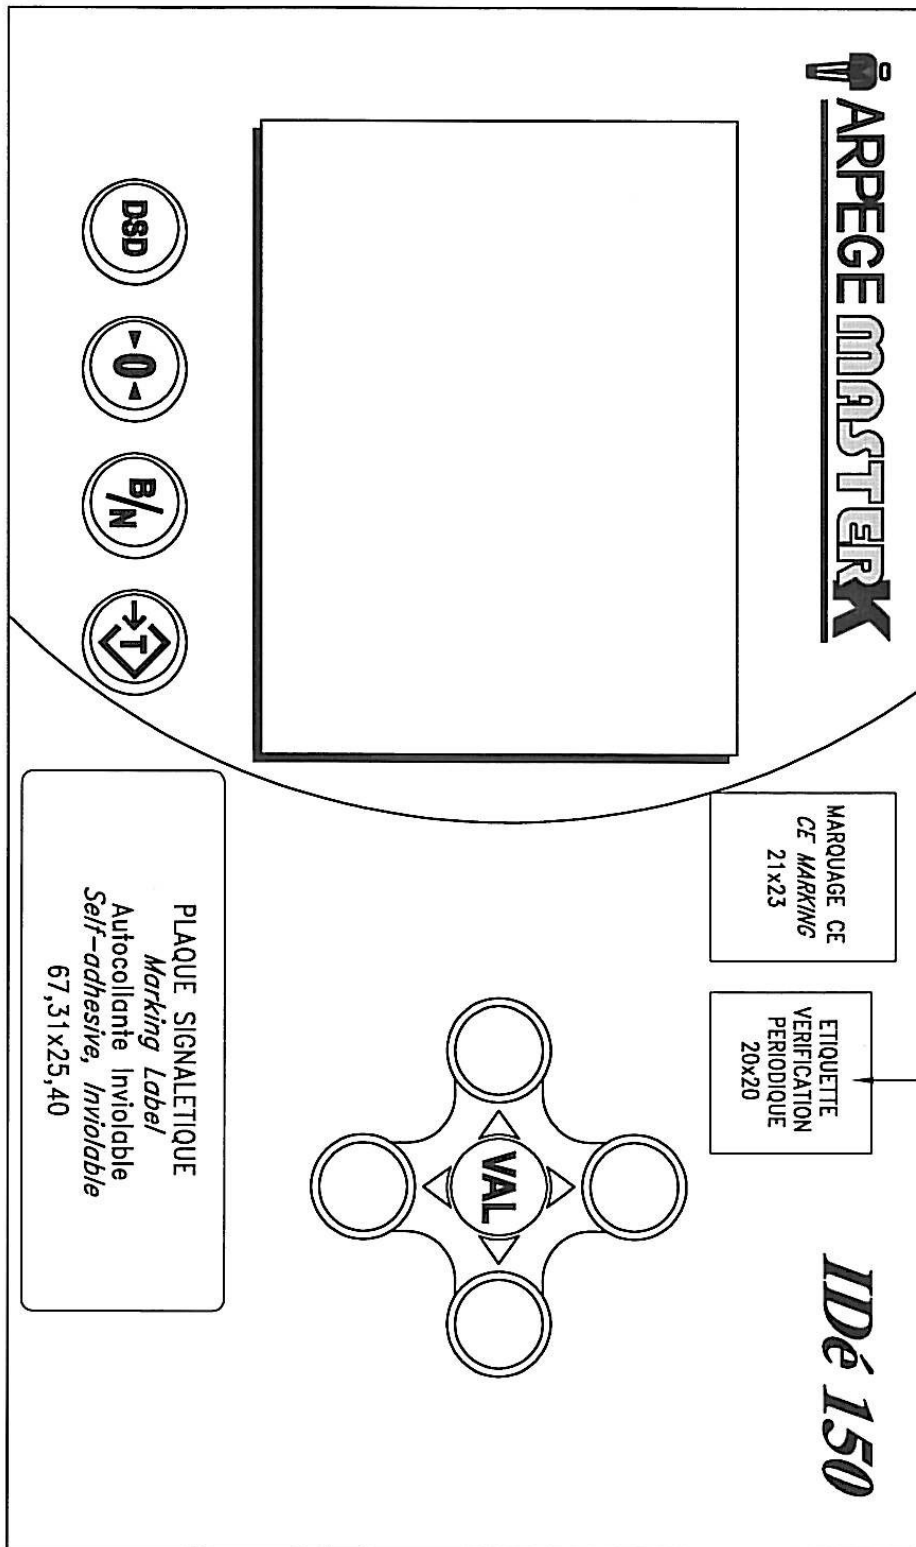 ARPEGE MASTERK
IDé 150
MARQUAGE CE
CE MARKING
21x23
ETIQUETTE
VERIFICATION
PERIODIQUE
20x20
VAL
DSD
0
B/N
T
PLAQUE SIGNALETIQUE
Marking Label
Autocollante Inviolable
Self-adhesive, Inviolable
67,31x25,40